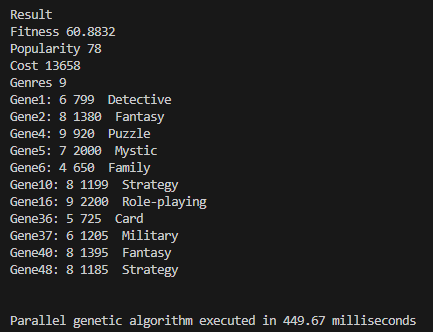 Result
Fitness 60.8832
Popularity 78
Cost 13658
Genres 9
Gene1: 6 799  Detective
Gene2: 8 1380  Fantasy
Gene4: 9 920  Puzzle
Gene5: 7 2000  Mystic
Gene6: 4 650  Family
Gene10: 8 1199  Strategy
Gene16: 9 2200  Role-playing
Gene36: 5 725  Card
Gene37: 6 1205  Military
Gene40: 8 1395  Fantasy
Gene48: 8 1185  Strategy
Parallel genetic algorithm executed in 449.67 milliseconds